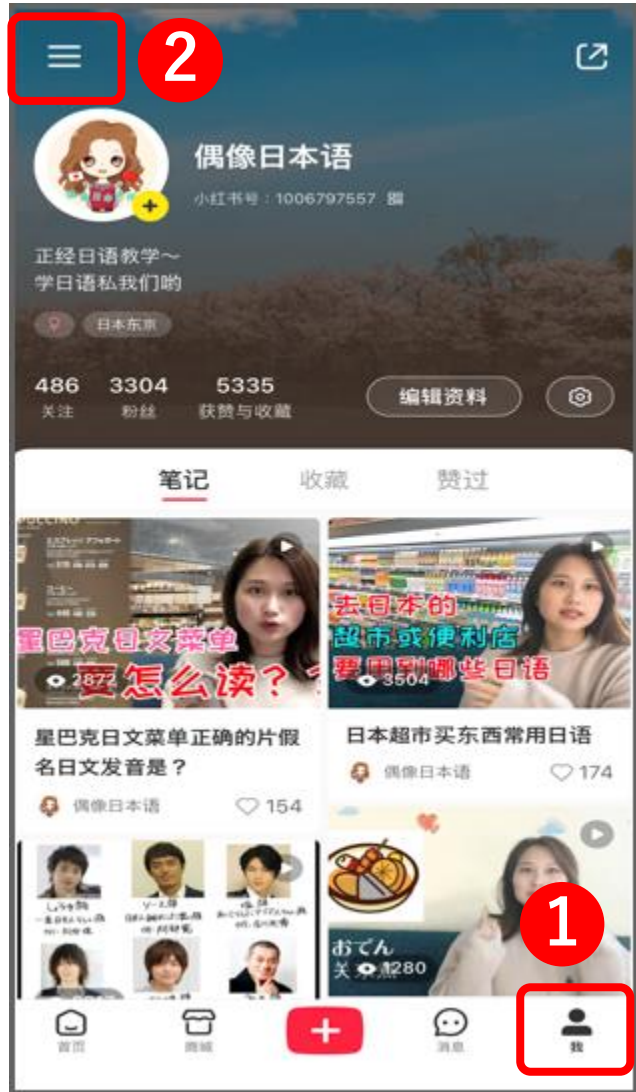 2
偶像日本语
小红书号：1006797557
正经日语教学～
学日语私我们哟
日本东京
486 3304 5335
关注 粉丝 获赞与收藏
编辑资料
笔记 收藏 赞过
星巴克日文菜单
要怎么读？？
2872
去日本的
超市或便利店
要用到哪些日语
3504
星巴克日文菜单正确的片假
名日文发音是？
偶像日本语 154
日本超市买东西常用日语
偶像日本语 174
おでん
关 煮
1280
1
首页 商城 消息 我